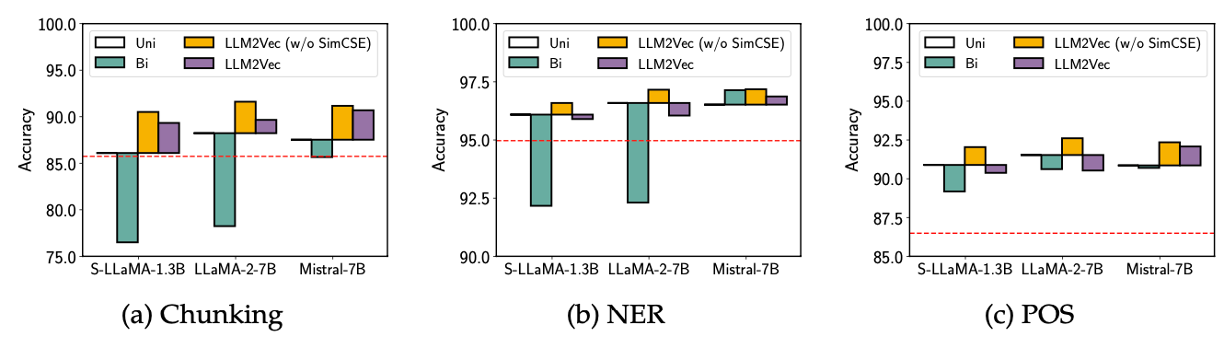 100.0
95.0
90.0
85.0
80.0
75.0
Accuracy
Uni
Bi
LLM2Vec (w/o SimCSE)
LLM2Vec
S-LLaMA-1.3B LLaMA-2-7B Mistral-7B
(a) Chunking
100.0
97.5
95.0
92.5
90.0
Accuracy
Uni
Bi
LLM2Vec (w/o SimCSE)
LLM2Vec
S-LLaMA-1.3B LLaMA-2-7B Mistral-7B
(b) NER
100.0
97.5
95.0
92.5
90.0
87.5
85.0
Accuracy
Uni
Bi
LLM2Vec (w/o SimCSE)
LLM2Vec
S-LLaMA-1.3B LLaMA-2-7B Mistral-7B
(c) POS